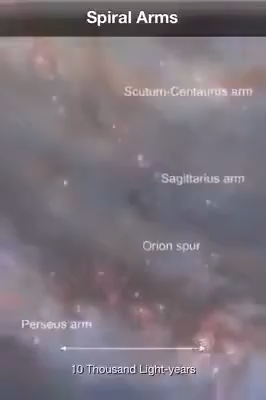 Spiral Arms
Scutum-Centaurus arm
Sagittarius arm
Orion spur
Perseus arm
10 Thousand Light-years